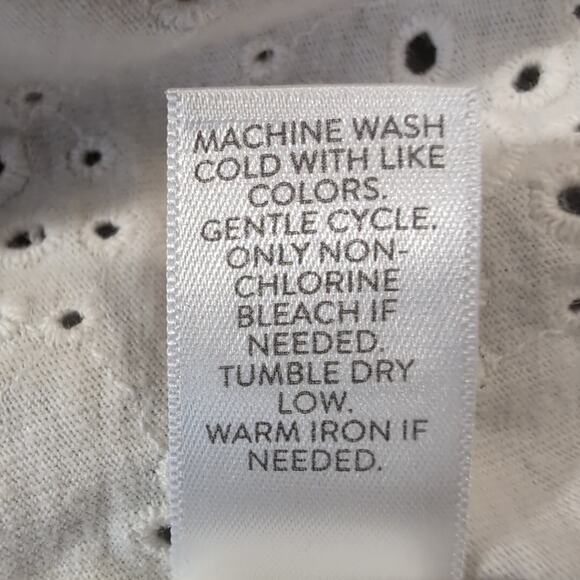 MACHINE WASH
COLD WITH LIKE
COLORS.
GENTLE CYCLE.
ONLY NON-
CHLORINE
BLEACH IF
NEEDED.
TUMBLE DRY
LOW.
WARM IRON IF
NEEDED.